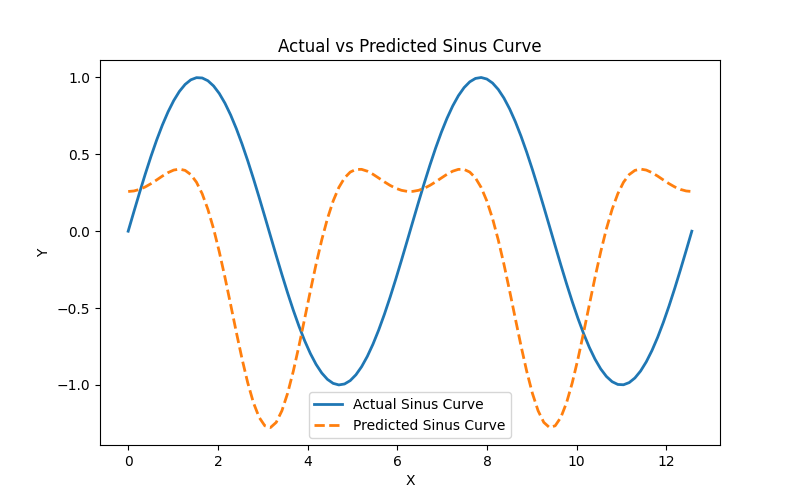 Actual vs Predicted Sinus Curve
1.0
0.5
0.0
−0.5
−1.0
Y
Actual Sinus Curve
Predicted Sinus Curve
0 2 4 6 8 10 12
X